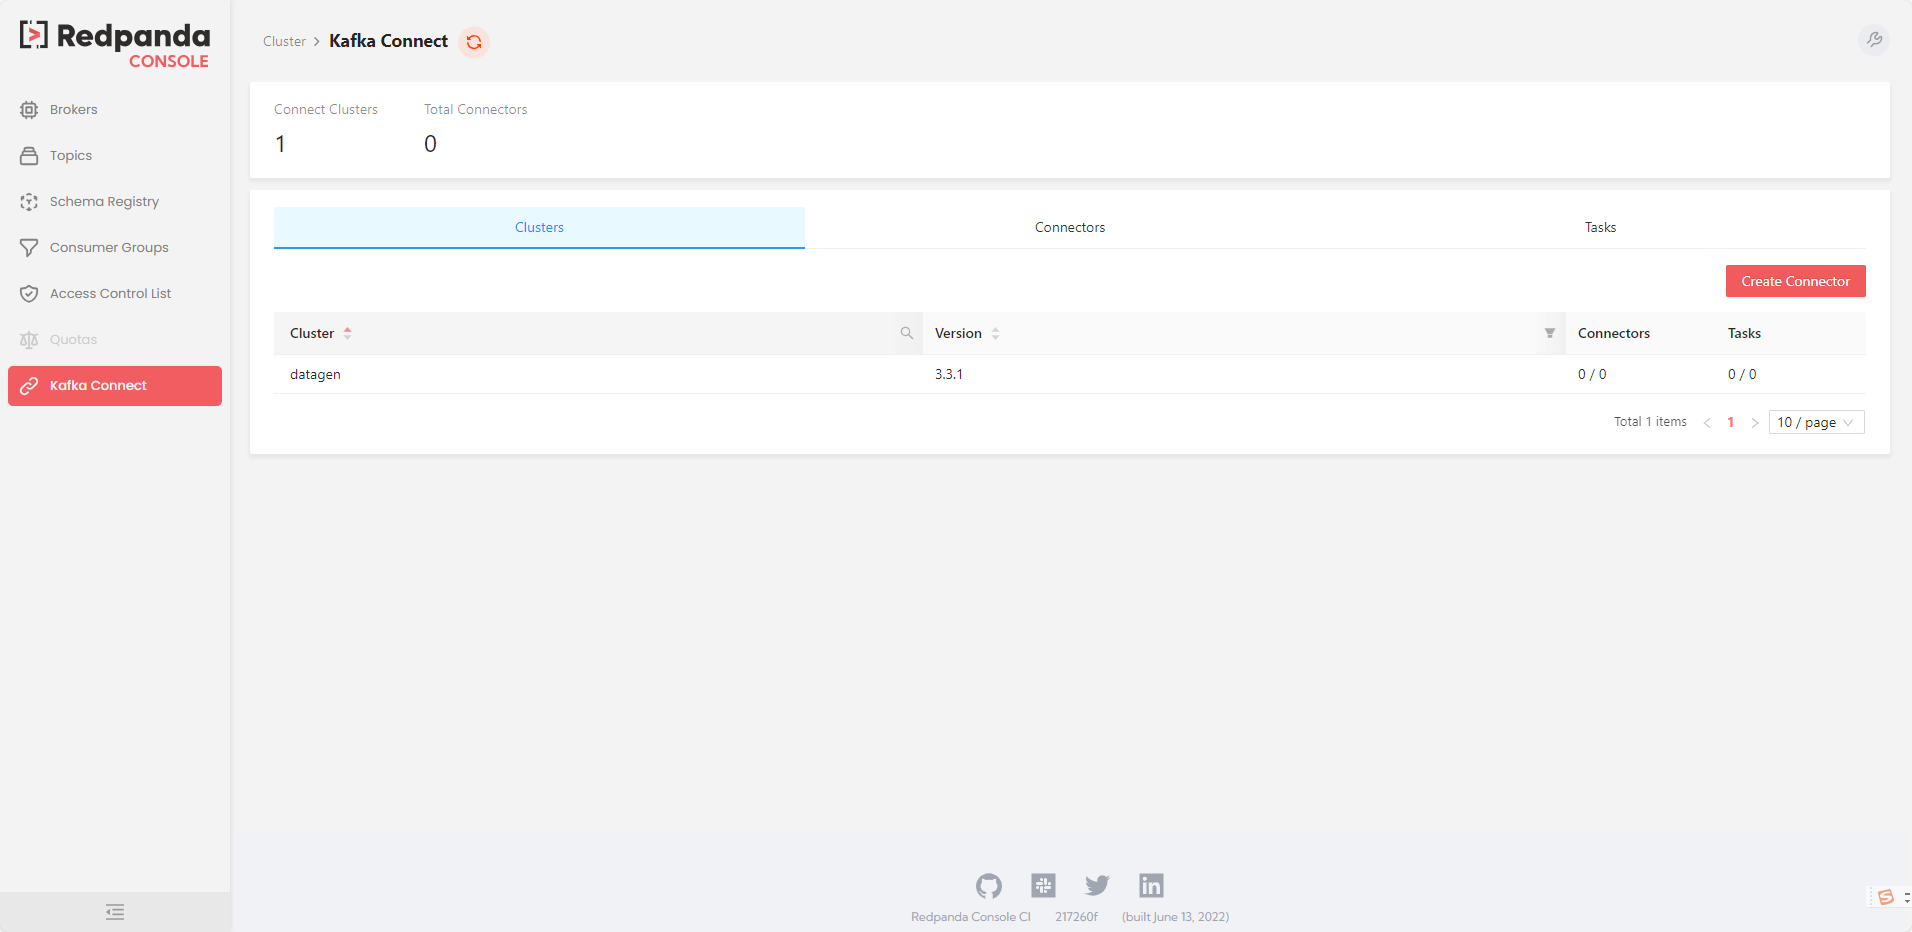 Redpanda
CONSOLE
Brokers
Topics
Schema Registry
Consumer Groups
Access Control List
Quotas
Kafka Connect
Cluster > Kafka Connect
Connect Clusters Total Connectors
1 0
Clusters Connectors Tasks
Create Connector
Cluster Version Connectors Tasks
datagen 3.3.1 0 / 0 0 / 0
Total 1 items < 1 > 10 / page
Redpanda Console CI 217260f (built June 13, 2022)